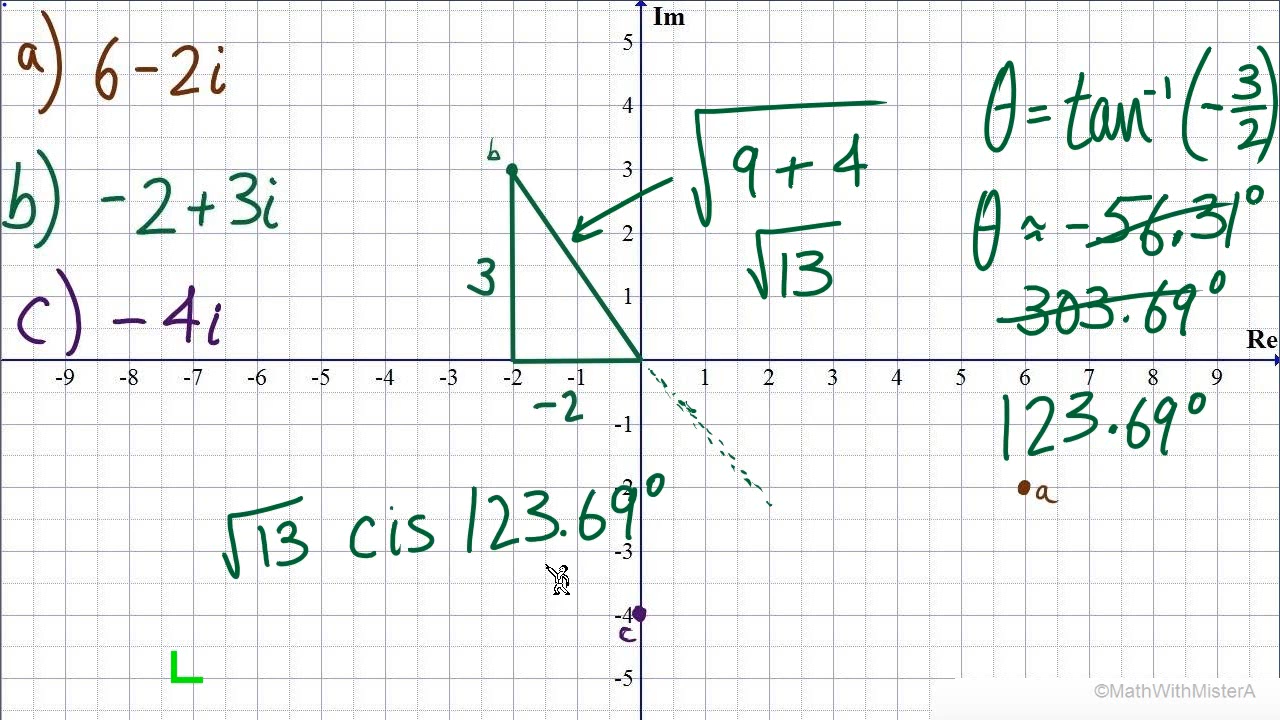 Im
a) 6 - 2i
b) -2 + 3i
c) -4i
5
4
3
2
1
-1
-2
-3
-4
-5
b
3
-2
√9 + 4
√13
θ = tan⁻¹(-3/2)
θ ≈ -56.31°
303.69°
Re
-9 -8 -7 -6 -5 -4 -3 -2 -1 1 2 3 4 5 6 7 8 9
123.69°
a
√13 cis 123.69°
c
L
©MathWithMisterA